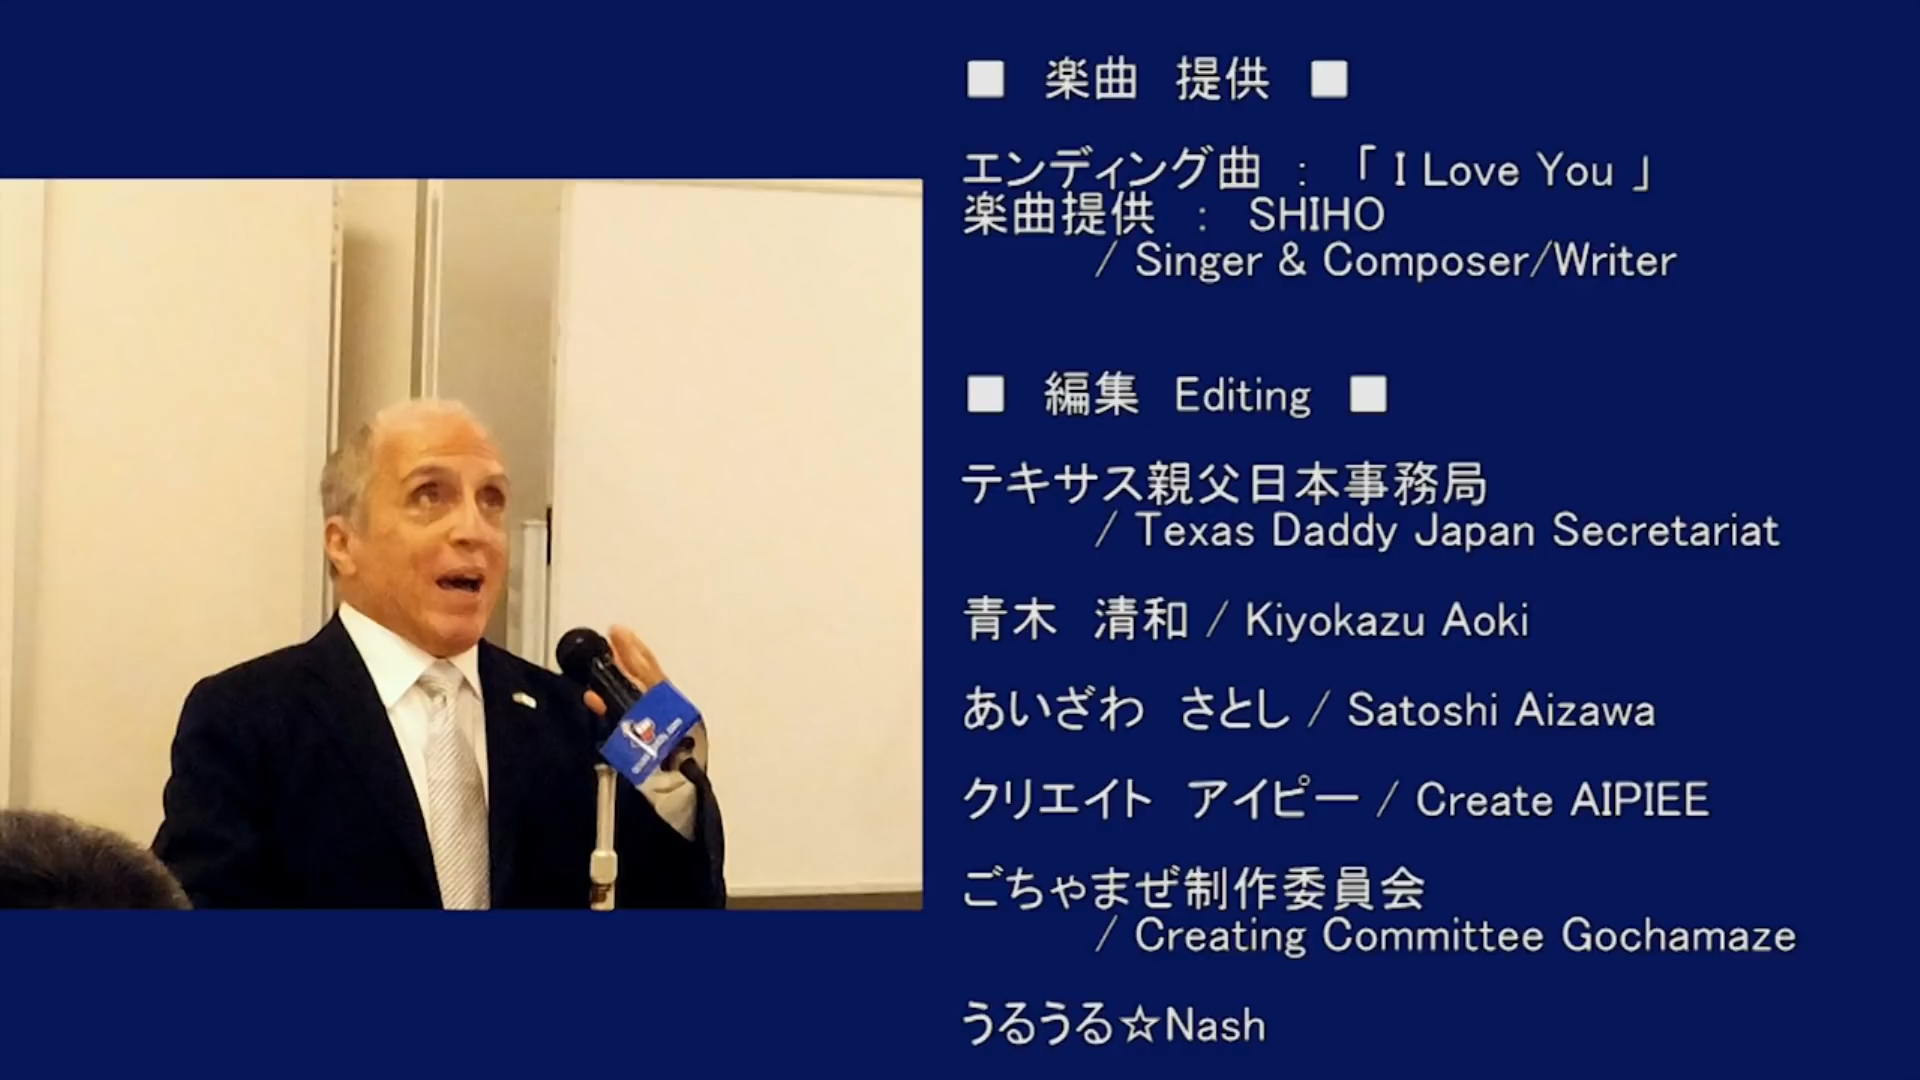 ■ 楽曲 提供 ■
エンディング曲 : 「 I Love You 」
楽曲提供 : SHIHO
/ Singer & Composer/Writer
■ 編集 Editing ■
テキサス親父日本事務局
/ Texas Daddy Japan Secretariat
青木 清和 / Kiyokazu Aoki
あいざわ さとし / Satoshi Aizawa
クリエイト アイピー / Create AIPIEE
ごちゃまぜ制作委員会
/ Creating Committee Gochamaze
うるうる☆Nash